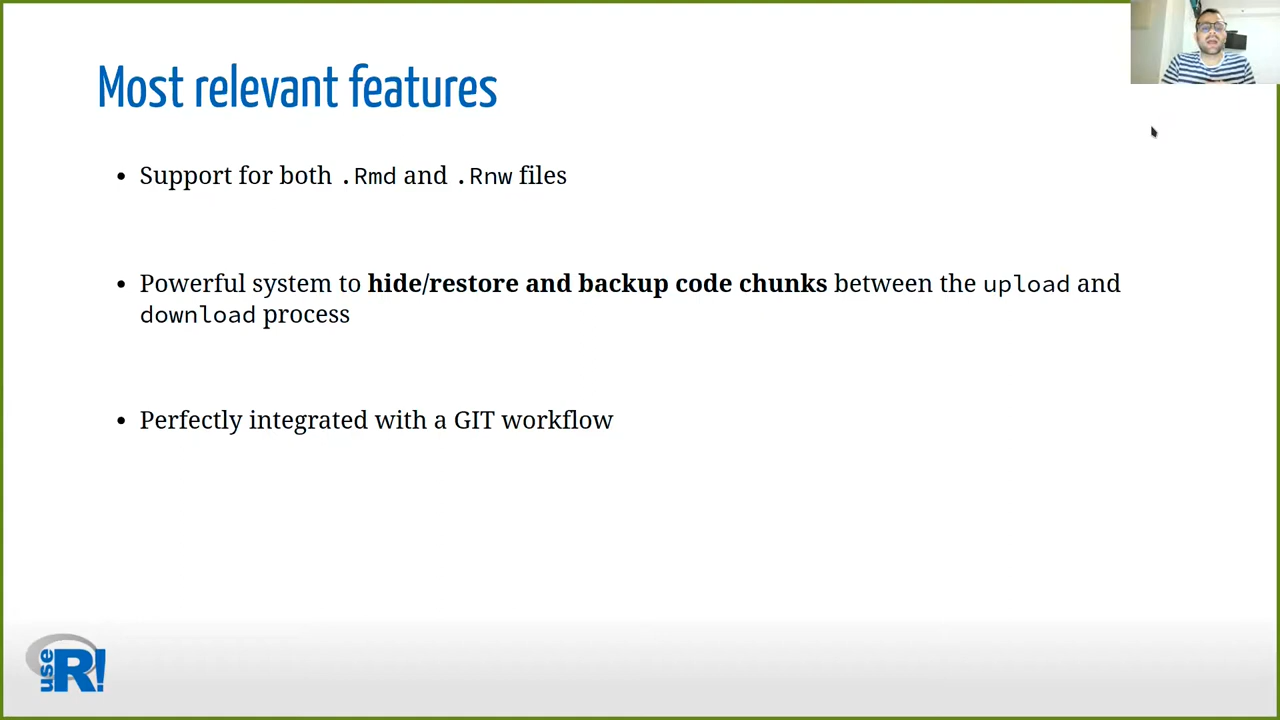 Most relevant features
• Support for both .Rmd and .Rnw files
• Powerful system to hide/restore and backup code chunks between the upload and
download process
• Perfectly integrated with a GIT workflow
use R!